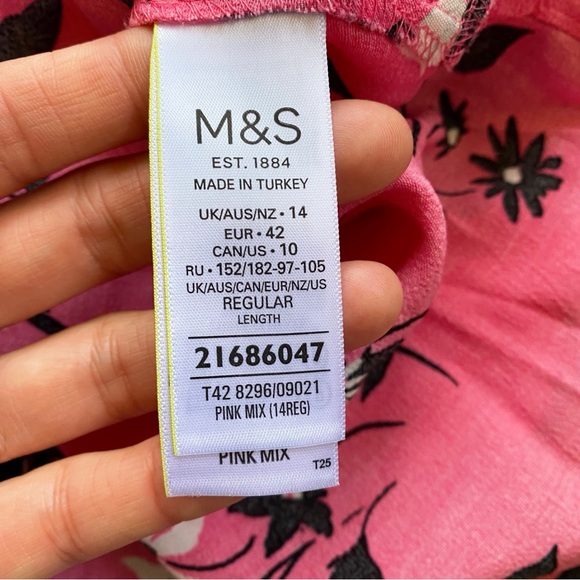 M&S
EST. 1884
MADE IN TURKEY
UK/AUS/NZ • 14
EUR • 42
CAN/US • 10
RU • 152/182-97-105
UK/AUS/CAN/EUR/NZ/US
REGULAR
LENGTH
21686047
T42 8296/09021
PINK MIX (14REG)
PINK MIX
T25